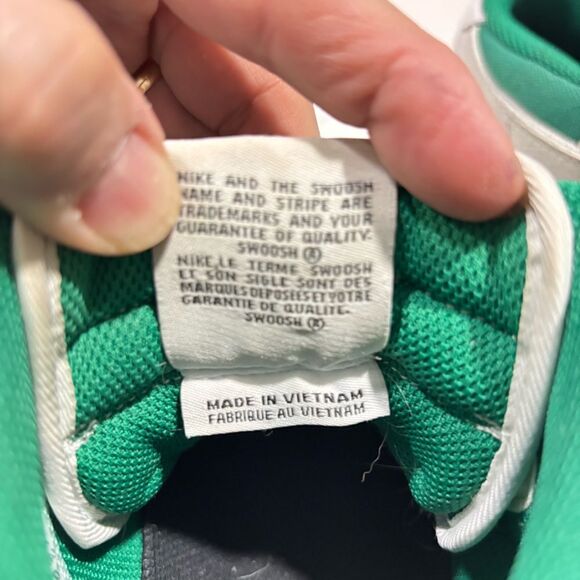 NIKE AND THE SWOOSH
NAME AND STRIPE ARE
TRADEMARKS AND YOUR
GUARANTEE OF QUALITY.
SWOOSH ®
NIKE, LE TERME SWOOSH
ET SON SIGLE SONT DES
MARQUES DEPOSÉES ET VOTRE
GARANTIE DE QUALITE.
SWOOSH ®
MADE IN VIETNAM
FABRIQUE AU VIETNAM